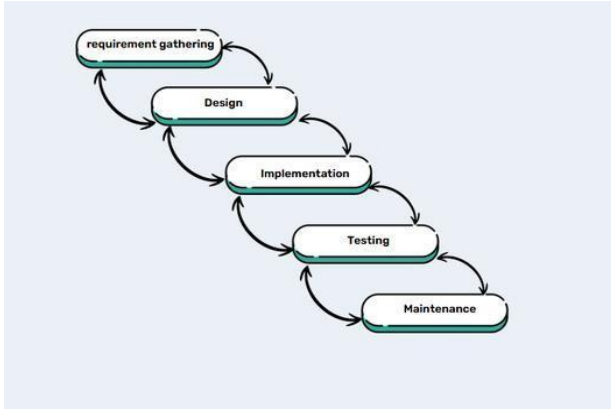 requirement gathering
Design
Implementation
Testing
Maintenance